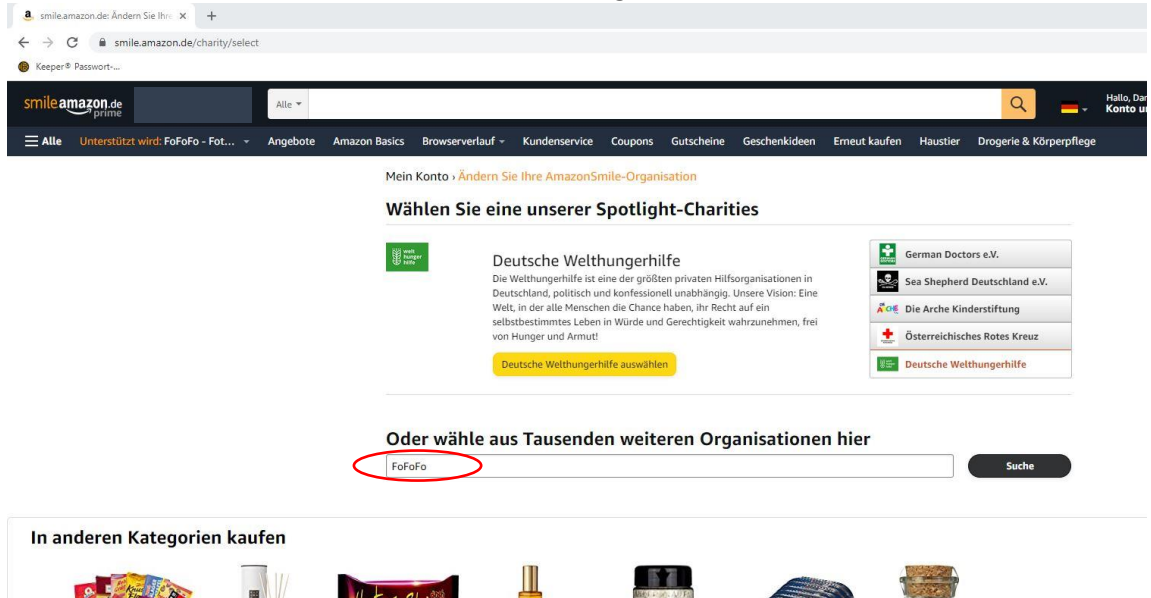 smile.amazon.de: Ändern Sie Ihre
smile.amazon.de/charity/select
Keeper® Passwort-...
smile.amazon.de
prime
Alle
Hallo, Dar
Konto u
Alle Unterstützt wird: FoFoFo - Fot... Angebote Amazon Basics Browserverlauf Kundenservice Coupons Gutscheine Geschenkideen Erneut kaufen Haustier Drogerie & Körperpflege
Mein Konto › Ändern Sie Ihre AmazonSmile-Organisation
Wählen Sie eine unserer Spotlight-Charities
welt
hunger
hilfe
Deutsche Welthungerhilfe
Die Welthungerhilfe ist eine der größten privaten Hilfsorganisationen in
Deutschland, politisch und konfessionell unabhängig. Unsere Vision: Eine
Welt, in der alle Menschen die Chance haben, ihr Recht auf ein
selbstbestimmtes Leben in Würde und Gerechtigkeit wahrzunehmen, frei
von Hunger und Armut!
Deutsche Welthungerhilfe auswählen
German Doctors e.V.
Sea Shepherd Deutschland e.V.
Die Arche Kinderstiftung
Österreichisches Rotes Kreuz
Deutsche Welthungerhilfe
Oder wähle aus Tausenden weiteren Organisationen hier
FoFoFo
Suche
In anderen Kategorien kaufen